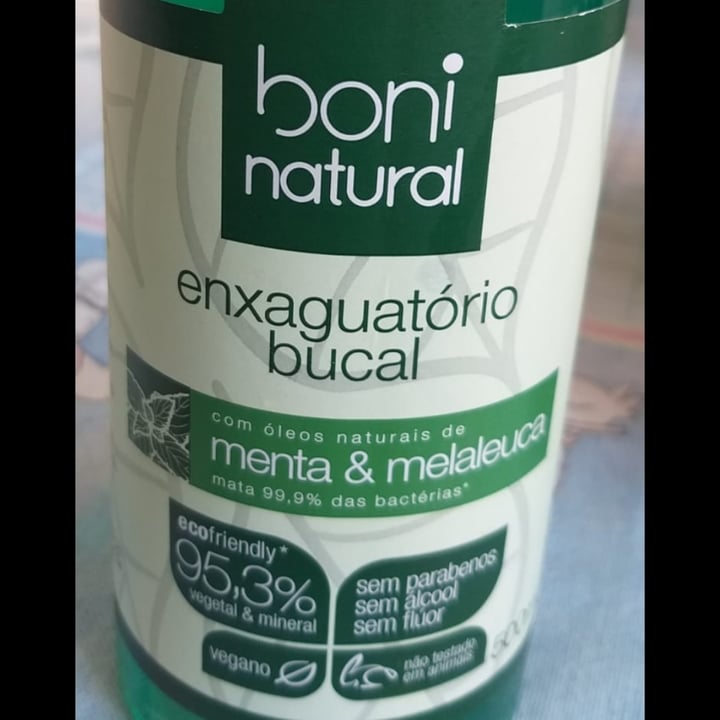 boni
natural
enxaguatório
bucal
com óleos naturais de
menta & melaleuca
mata 99,9% das bactérias*
ecofriendly*
95,3%
vegetal & mineral
sem parabenos
sem álcool
sem flúor
vegano
não testado
em animais